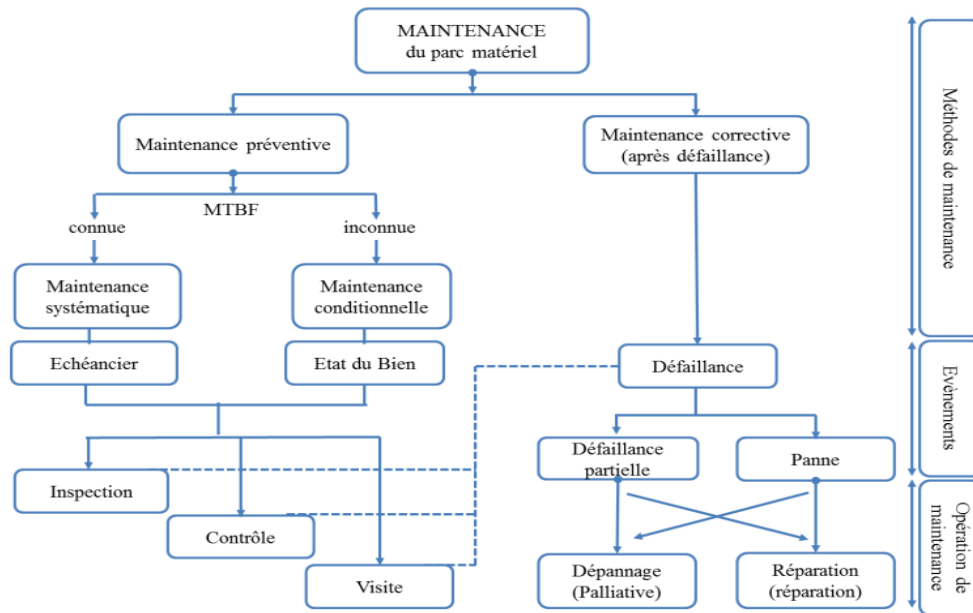 MAINTENANCE
du parc matériel
Maintenance préventive
Maintenance corrective
(après défaillance)
MTBF
connue
inconnue
Maintenance
systématique
Maintenance
conditionnelle
Echéancier
Etat du Bien
Défaillance
Défaillance
partielle
Panne
Inspection
Contrôle
Visite
Dépannage
(Palliative)
Réparation
(réparation)
Méthodes de maintenance
Evènements
Opération de
maintenance